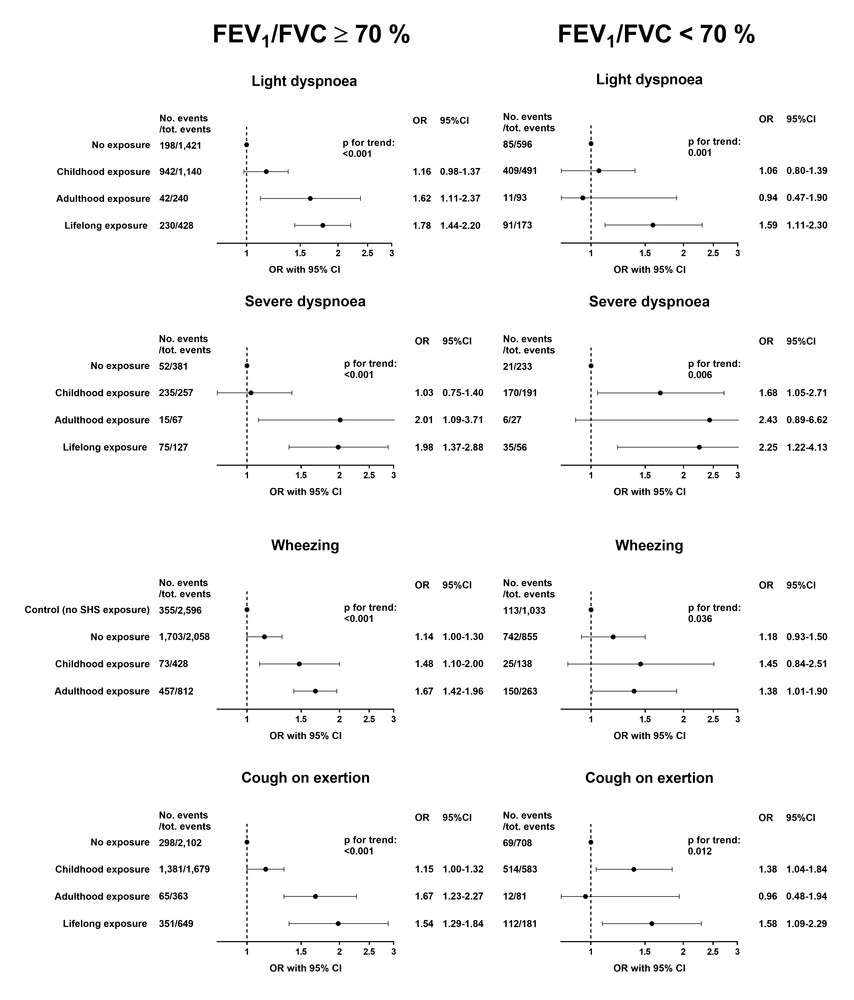 FEV1/FVC ≥ 70 %
FEV1/FVC < 70 %
Light dyspnoea
No. events
/tot. events
OR 95%CI
No exposure 198/1,421
p for trend:
<0.001
Childhood exposure 942/1,140 1.16 0.98-1.37
Adulthood exposure 42/240 1.62 1.11-2.37
Lifelong exposure 230/428 1.78 1.44-2.20
1 1.5 2 2.5 3
OR with 95% CI
Light dyspnoea
No. events
/tot. events
OR 95%CI
85/596
p for trend:
0.001
409/491 1.06 0.80-1.39
11/93 0.94 0.47-1.90
91/173 1.59 1.11-2.30
1 1.5 2 2.5 3
OR with 95% CI
Severe dyspnoea
No. events
/tot. events
OR 95%CI
No exposure 52/381
p for trend:
<0.001
Childhood exposure 235/257 1.03 0.75-1.40
Adulthood exposure 15/67 2.01 1.09-3.71
Lifelong exposure 75/127 1.98 1.37-2.88
1 1.5 2 2.5 3
OR with 95% CI
Severe dyspnoea
No. events
/tot. events
OR 95%CI
21/233
p for trend:
0.006
170/191 1.68 1.05-2.71
6/27 2.43 0.89-6.62
35/56 2.25 1.22-4.13
1 1.5 2 2.5 3
OR with 95% CI
Wheezing
No. events
/tot. events
OR 95%CI
Control (no SHS exposure) 355/2,596
p for trend:
<0.001
No exposure 1,703/2,058 1.14 1.00-1.30
Childhood exposure 73/428 1.48 1.10-2.00
Adulthood exposure 457/812 1.67 1.42-1.96
1 1.5 2 2.5 3
OR with 95% CI
Wheezing
No. events
/tot. events
OR 95%CI
113/1,033
p for trend:
0.036
742/855 1.18 0.93-1.50
25/138 1.45 0.84-2.51
150/263 1.38 1.01-1.90
1 1.5 2 2.5 3
OR with 95% CI
Cough on exertion
No. events
/tot. events
OR 95%CI
No exposure 298/2,102
p for trend:
<0.001
Childhood exposure 1,381/1,679 1.15 1.00-1.32
Adulthood exposure 65/363 1.67 1.23-2.27
Lifelong exposure 351/649 1.54 1.29-1.84
1 1.5 2 2.5 3
OR with 95% CI
Cough on exertion
No. events
/tot. events
OR 95%CI
69/708
p for trend:
0.012
514/583 1.38 1.04-1.84
12/81 0.96 0.48-1.94
112/181 1.58 1.09-2.29
1 1.5 2 2.5 3
OR with 95% CI